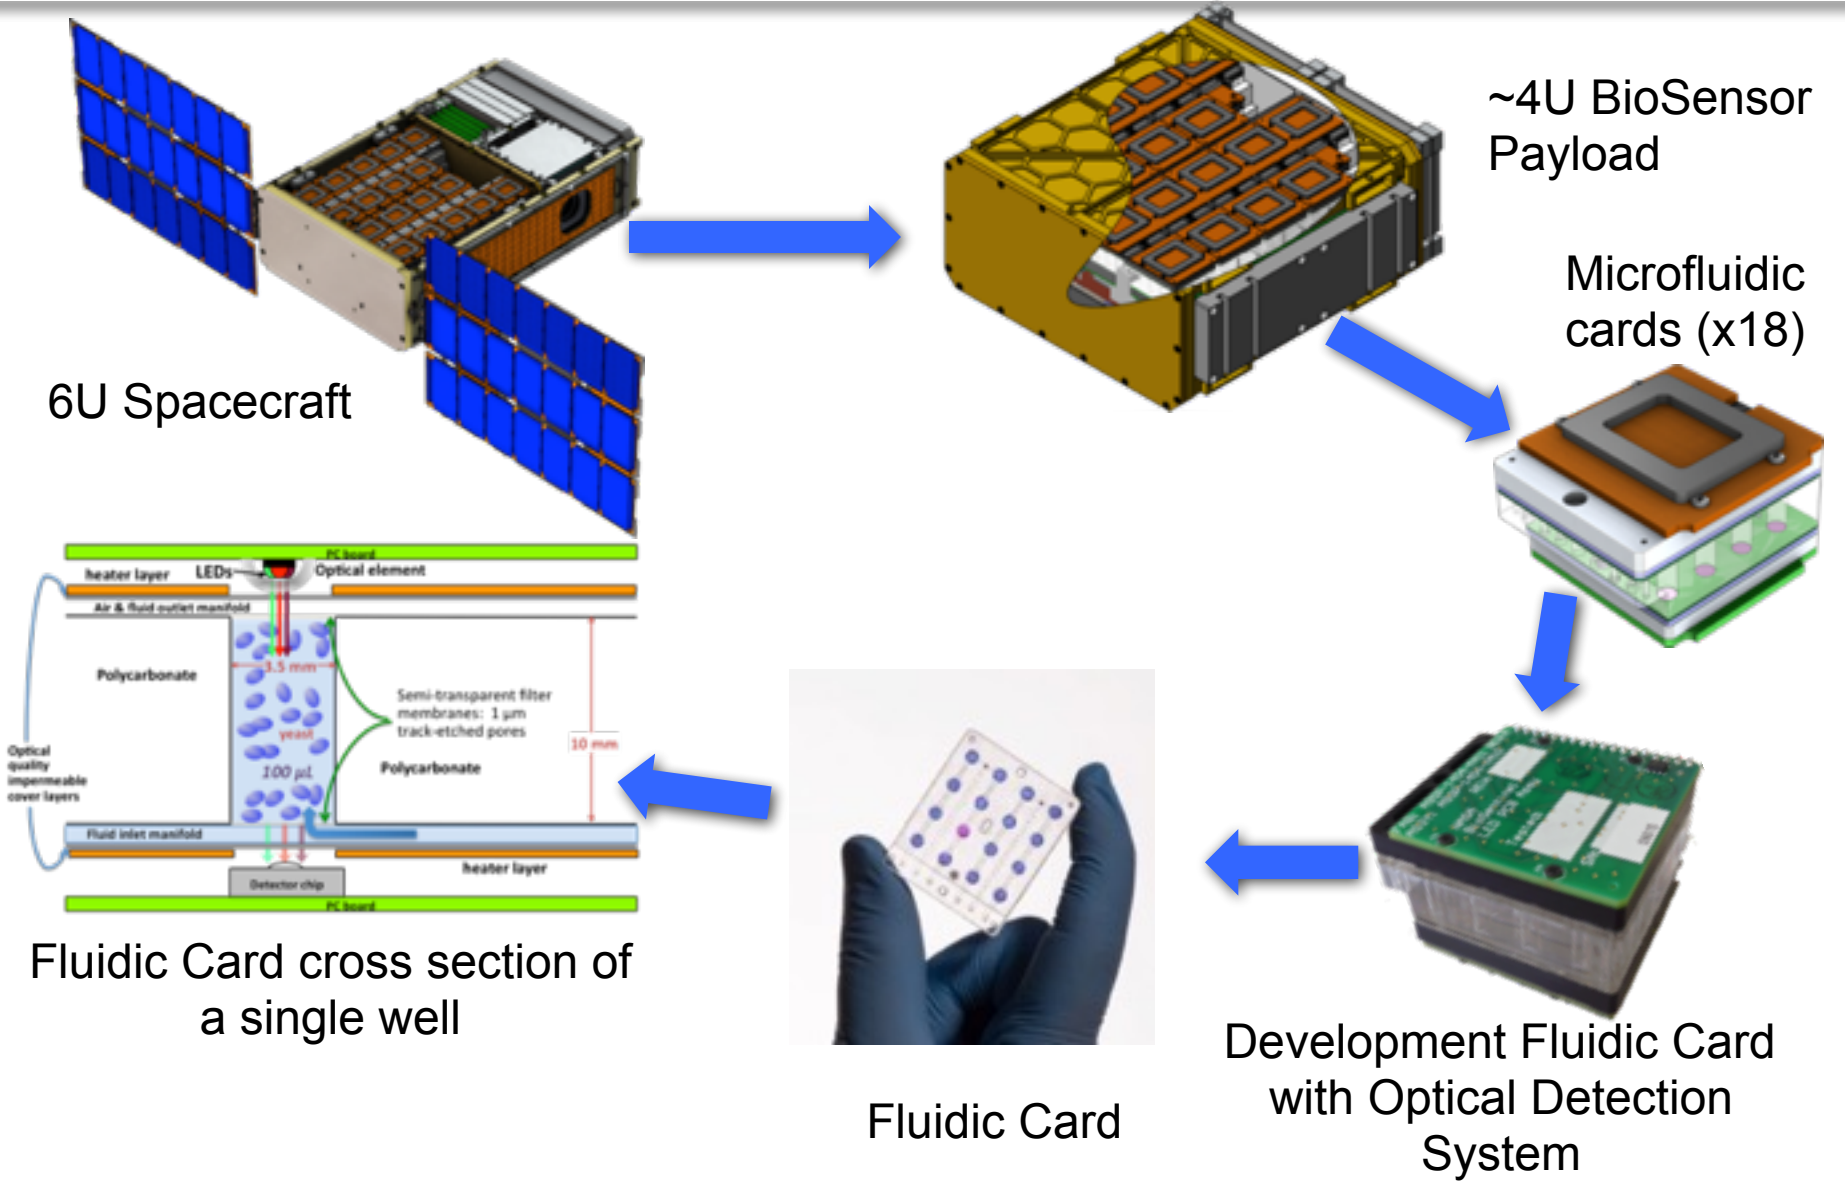 ~4U BioSensor
Payload
Microfluidic
cards (x18)
6U Spacecraft
PC board
LEDs
Optical element
heater layer
Air & fluid outlet manifold
3.5 mm
Polycarbonate
Semi-transparent filter
membranes: 1 µm
track-etched pores
yeast
10 mm
Optical
quality
impermeable
cover layers
100 µL
Polycarbonate
Fluid inlet manifold
heater layer
Detector chip
PC board
Fluidic Card cross section of
a single well
Fluidic Card
LED PCB
Development Fluidic Card
with Optical Detection
System